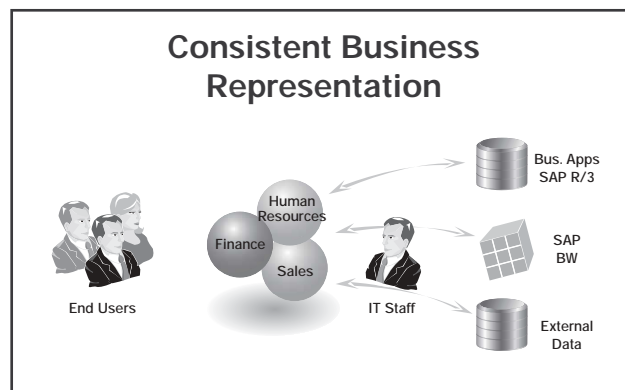 Consistent Business
Representation
Human
Resources
Finance
Sales
End Users
IT Staff
Bus. Apps
SAP R/3
SAP
BW
External
Data